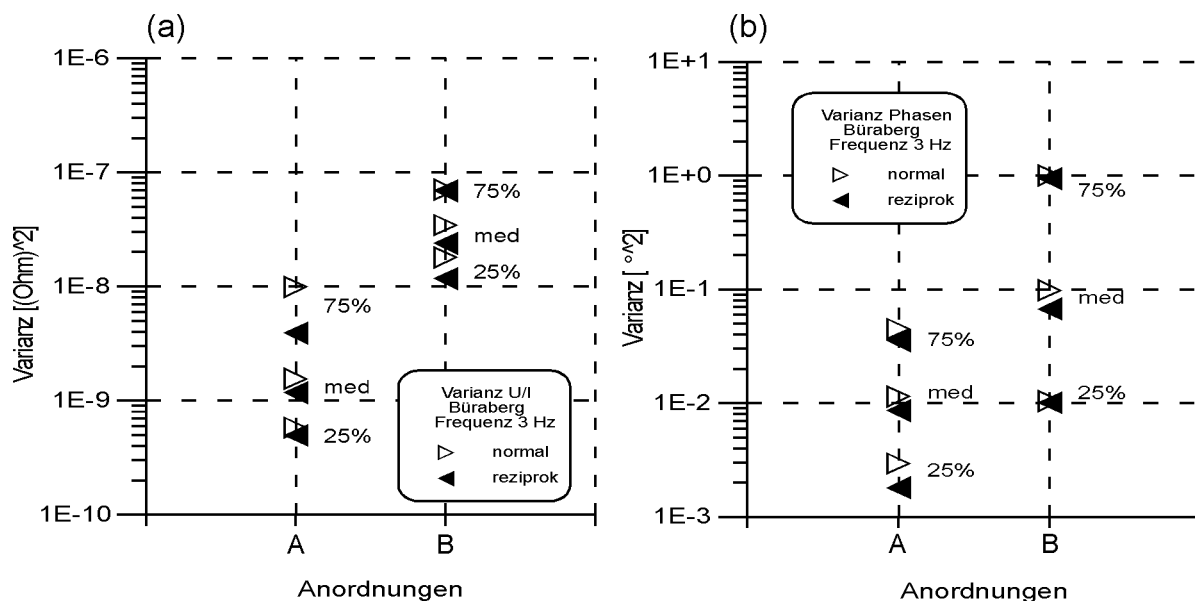 (a)
1E-6
1E-7
1E-8
1E-9
1E-10
Varianz [(Ohm)^2]
75%
med
25%
75%
med
25%
Varianz U/I
Büraberg
Frequenz 3 Hz
normal
reziprok
A
B
Anordnungen
(b)
1E+1
1E+0
1E-1
1E-2
1E-3
Varianz [ °^2]
Varianz Phasen
Büraberg
Frequenz 3 Hz
normal
reziprok
75%
med
75%
med
25%
25%
A
B
Anordnungen